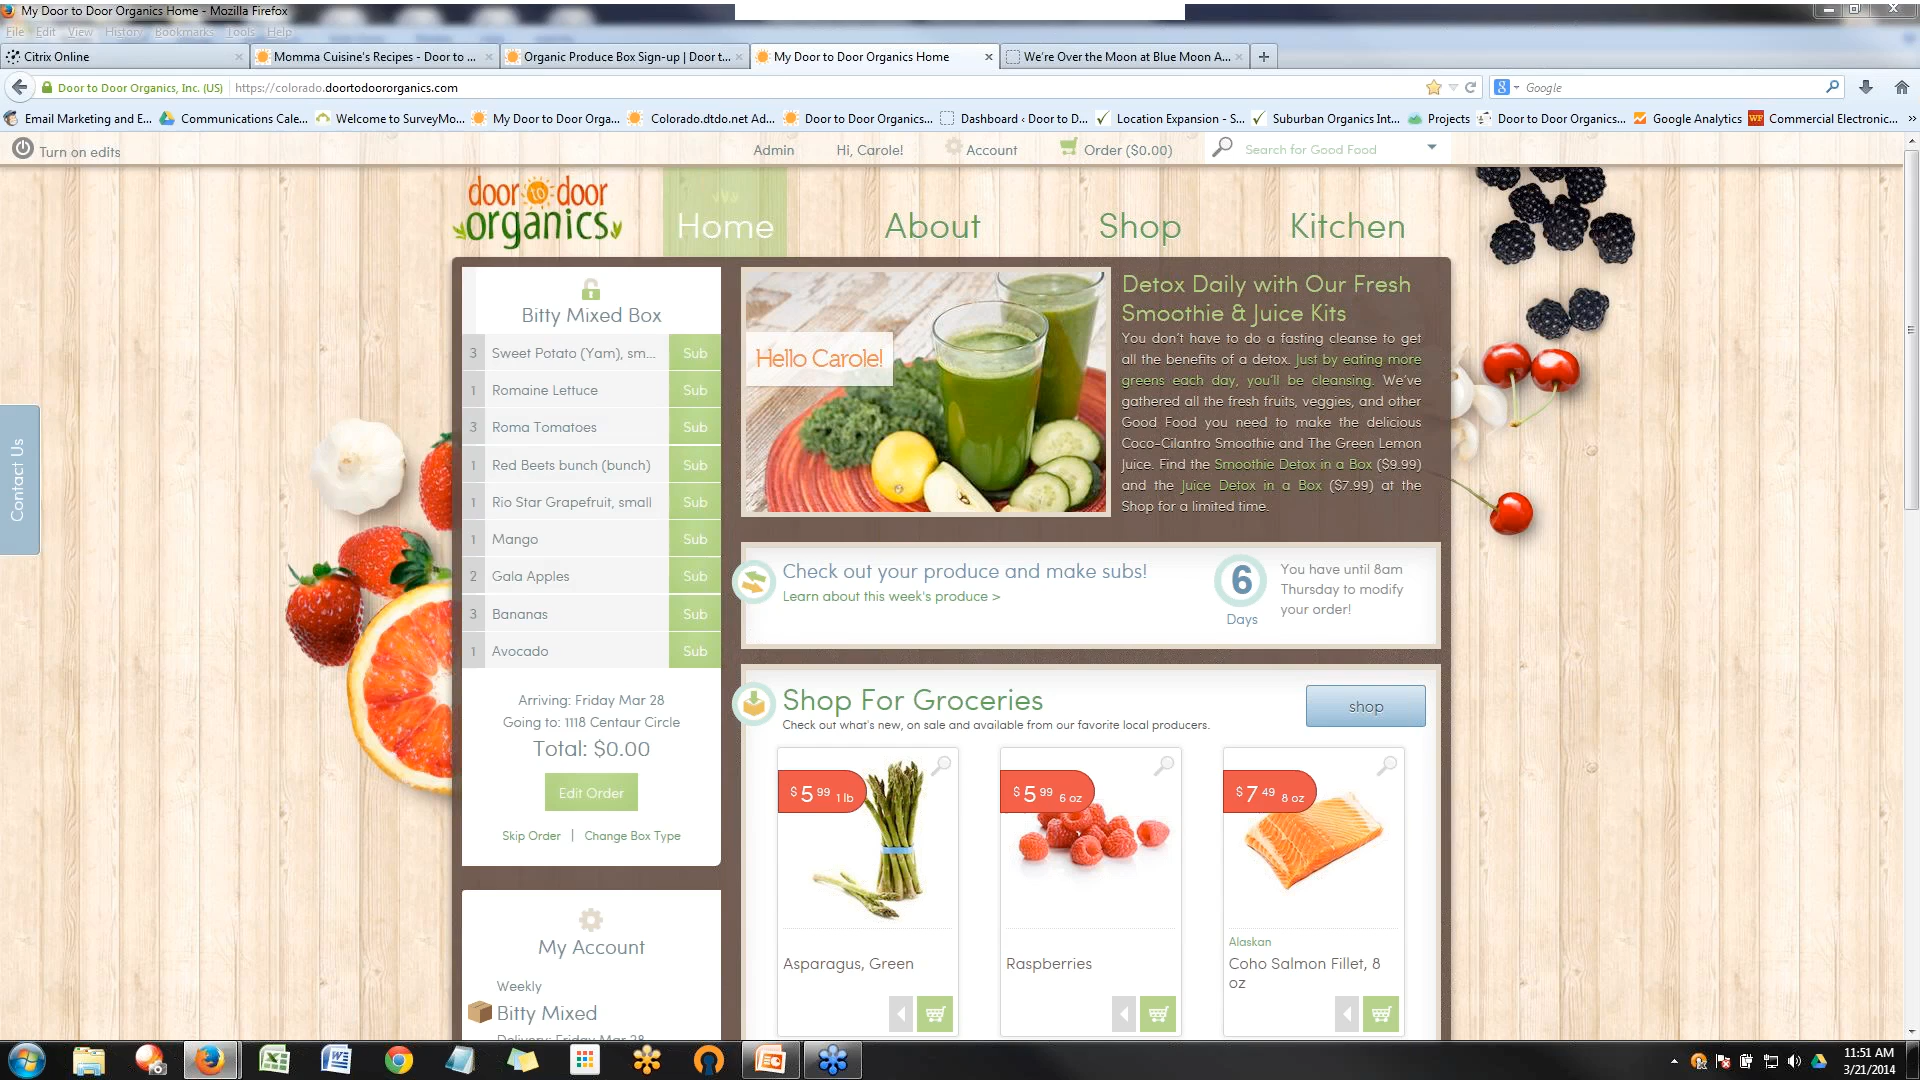 My Door to Door Organics Home - Mozilla Firefox
File Edit View History Bookmarks Tools Help
Citrix Online
Momma Cuisine's Recipes - Door to ...
Organic Produce Box Sign-up | Door t...
My Door to Door Organics Home
We're Over the Moon at Blue Moon A...
Door to Door Organics, Inc. (US)
https://colorado.doortodoororganics.com
Google
Email Marketing and E...
Communications Cale...
Welcome to SurveyMo...
My Door to Door Orga...
Colorado.dtdo.net Ad...
Door to Door Organics...
Dashboard ‹ Door to D...
Location Expansion - S...
Suburban Organics Int...
Projects
Door to Door Organics...
Google Analytics
Commercial Electronic...
Turn on edits
Admin
Hi, Carole!
Account
Order ($0.00)
Search for Good Food
door to door
organics
Home
About
Shop
Kitchen
Contact Us
Bitty Mixed Box
3 Sweet Potato (Yam), sm... Sub
1 Romaine Lettuce Sub
3 Roma Tomatoes Sub
1 Red Beets bunch (bunch) Sub
1 Rio Star Grapefruit, small Sub
1 Mango Sub
2 Gala Apples Sub
3 Bananas Sub
1 Avocado Sub
Arriving: Friday Mar 28
Going to: 1118 Centaur Circle
Total: $0.00
Edit Order
Skip Order | Change Box Type
My Account
Weekly
Bitty Mixed
Delivery: Friday Mar 28
Hello Carole!
Detox Daily with Our Fresh
Smoothie & Juice Kits
You don't have to do a fasting cleanse to get
all the benefits of a detox. Just by eating more
greens each day, you'll be cleansing. We've
gathered all the fresh fruits, veggies, and other
Good Food you need to make the delicious
Coco-Cilantro Smoothie and The Green Lemon
Juice. Find the Smoothie Detox in a Box ($9.99)
and the Juice Detox in a Box ($7.99) at the
Shop for a limited time.
Check out your produce and make subs!
Learn about this week's produce >
6
Days
You have until 8am
Thursday to modify
your order!
Shop For Groceries
Check out what's new, on sale and available from our favorite local producers.
shop
$ 5 99 1 lb
Asparagus, Green
$ 5 99 6 oz
Raspberries
$ 7 49 8 oz
Alaskan
Coho Salmon Fillet, 8
oz
11:51 AM
3/21/2014